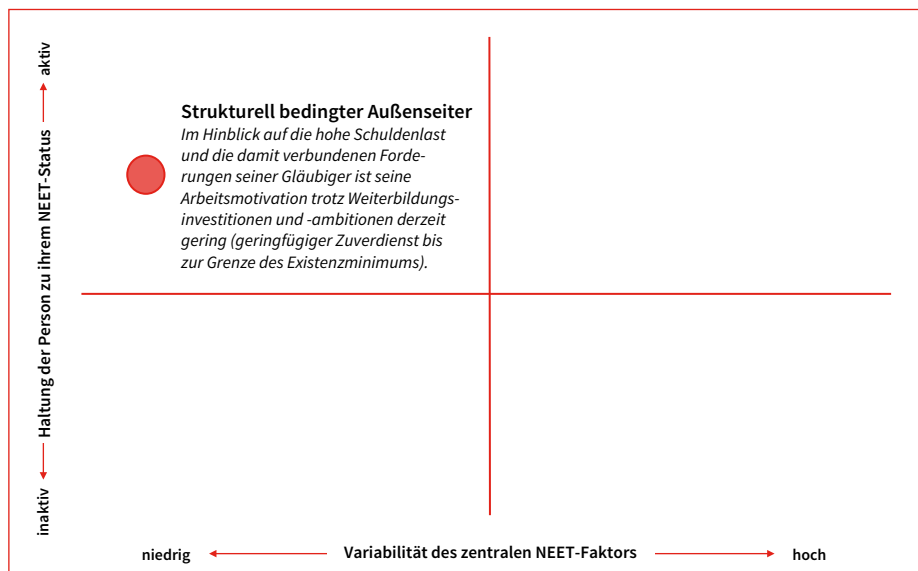 aktiv
Haltung der Person zu ihrem NEET-Status
inaktiv
Strukturell bedingter Außenseiter
Im Hinblick auf die hohe Schuldenlast
und die damit verbundenen Forde-
rungen seiner Gläubiger ist seine
Arbeitsmotivation trotz Weiterbildungs-
investitionen und -ambitionen derzeit
gering (geringfügiger Zuverdienst bis
zur Grenze des Existenzminimums).
niedrig
Variabilität des zentralen NEET-Faktors
hoch